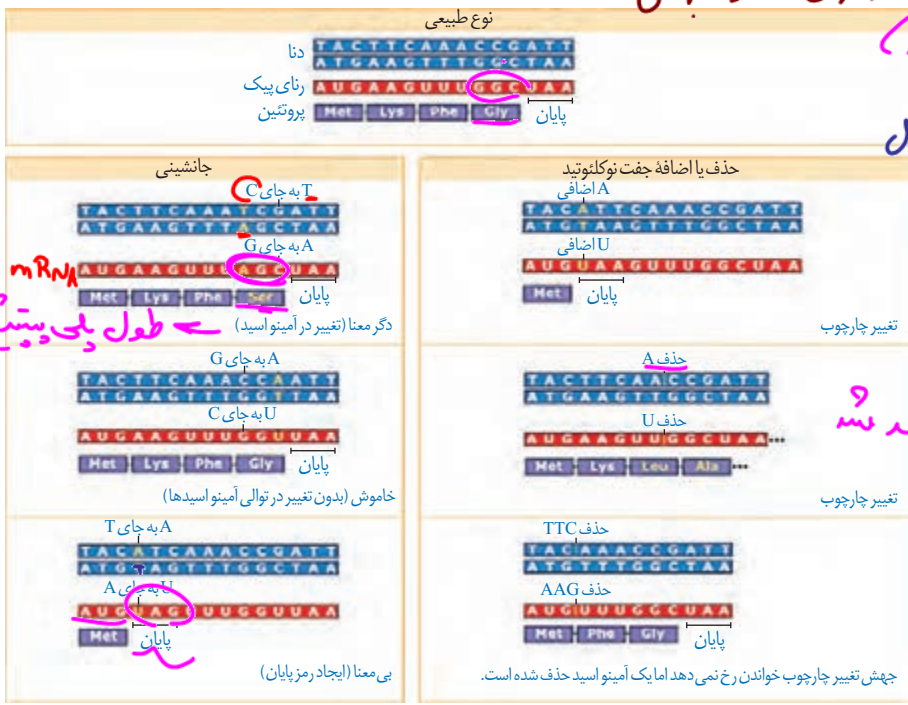 نوع طبیعی
دنا
TACTTCAAACCGATT
ATGAAGTTTGGCTAA
رنای پیک
AUGAAGUUUGGCUAA
پروتئین
Met Lys Phe Gly
پایان
حذف یا اضافهٔ جفت نوکلئوتید
A اضافی
TACATTCAAACCGATT
ATGTAAGTTTGGCTAA
U اضافی
AUGUAAGUUUGGCUAA
Met
پایان
تغییر چارچوب
حذف A
TACTTCAACCGATT
ATGAAGTTGGCTAA
حذف U
AUGAAGUUGGCUAA...
Met Lys Leu Ala ...
تغییر چارچوب
حذف TTC
TACAAACCGATT
ATGTTTGGCTAA
حذف AAG
AUGUUUGGCUAA
Met Phe Gly
پایان
جهش تغییر چارچوب خواندن رخ نمی دهد اما یک آمینو اسید حذف شده است.
جانشینی
T به جای C
TACTTCAAATCGATT
ATGAAGTTTAGCTAA
A به جای G
mRNA
AUGAAGUUUAGCUAA
Met Lys Phe Ser
پایان
دگر معنا (تغییر در آمینو اسید)
طول پلی
A به جای G
TACTTCAAACCAATT
ATGAAGTTTGGTTAA
U به جای C
AUGAAGUUUGGUUAA
Met Lys Phe Gly
پایان
خاموش (بدون تغییر در توالی آمینو اسیدها)
A به جای T
TACATCAAACCGATT
ATGTAGTTTGGCTAA
U به جای A
AUGUAG
UUGGUUAA
Met
پایان
بی معنا (ایجاد رمز پایان)